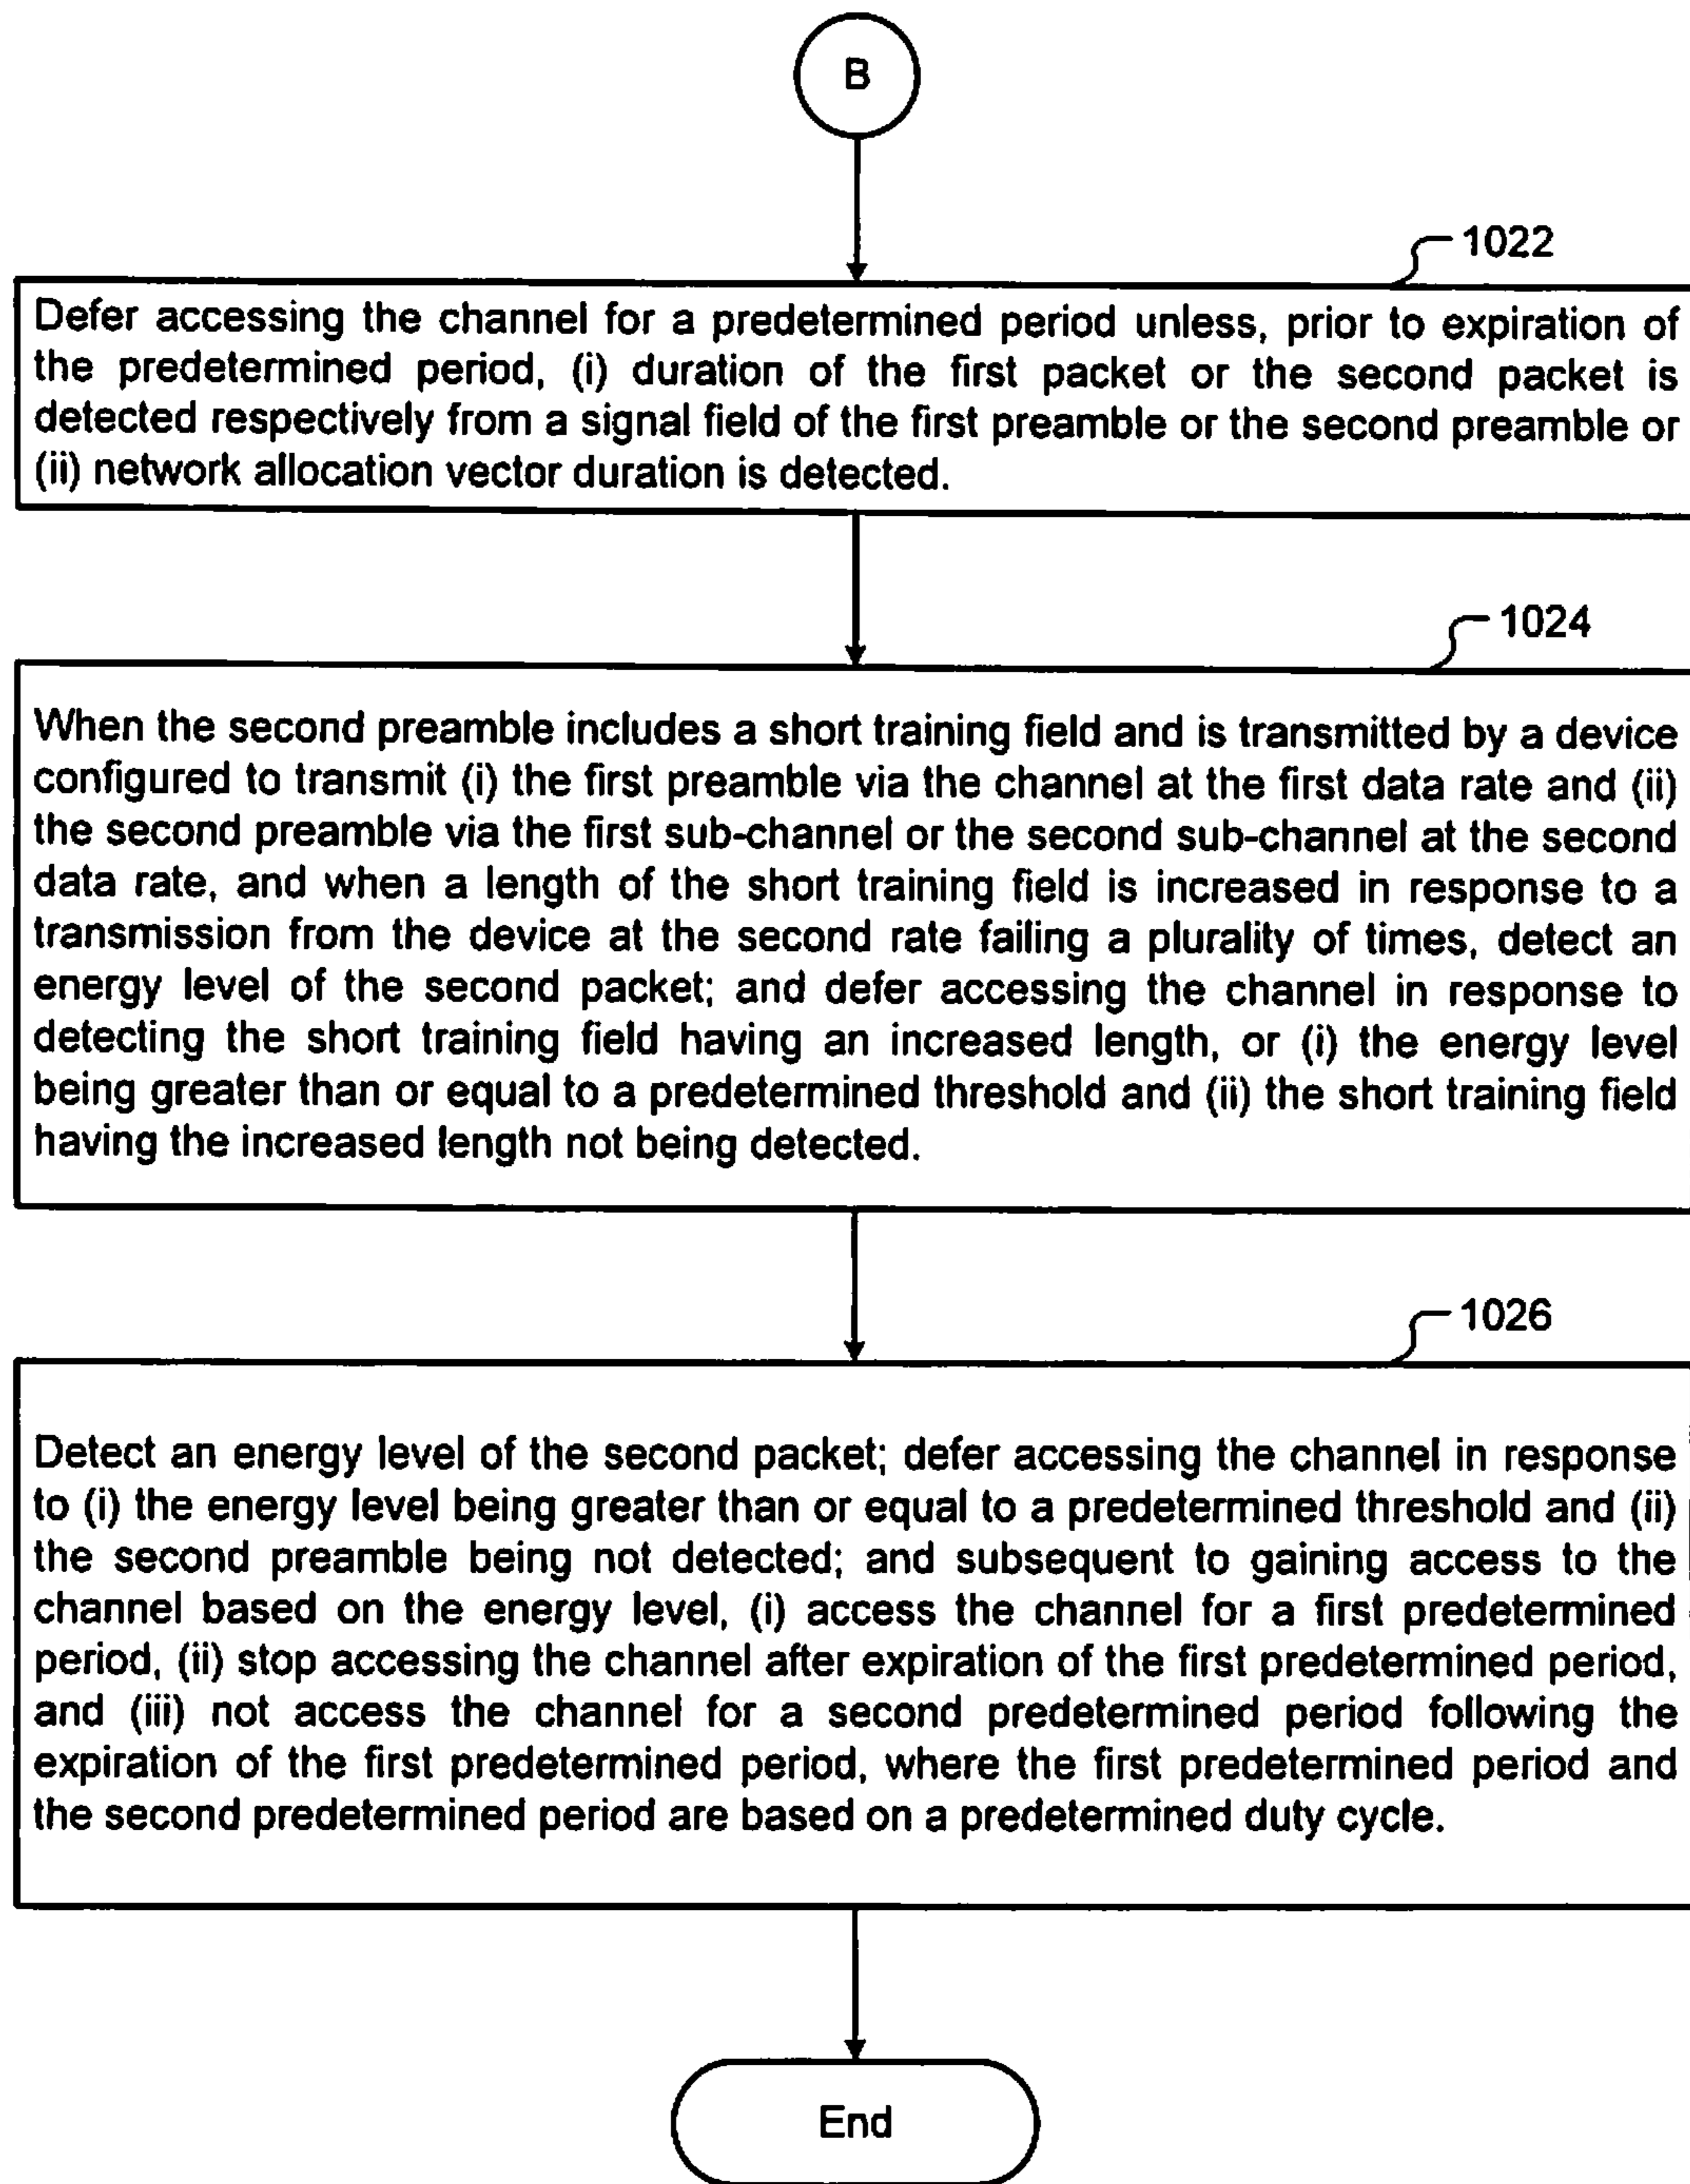 B
1022
Defer accessing the channel for a predetermined period unless, prior to expiration of
the predetermined period, (i) duration of the first packet or the second packet is
detected respectively from a signal field of the first preamble or the second preamble or
(ii) network allocation vector duration is detected.
1024
When the second preamble includes a short training field and is transmitted by a device
configured to transmit (i) the first preamble via the channel at the first data rate and (ii)
the second preamble via the first sub-channel or the second sub-channel at the second
data rate, and when a length of the short training field is increased in response to a
transmission from the device at the second rate failing a plurality of times, detect an
energy level of the second packet; and defer accessing the channel in response to
detecting the short training field having an increased length, or (i) the energy level
being greater than or equal to a predetermined threshold and (ii) the short training field
having the increased length not being detected.
1026
Detect an energy level of the second packet; defer accessing the channel in response
to (i) the energy level being greater than or equal to a predetermined threshold and (ii)
the second preamble being not detected; and subsequent to gaining access to the
channel based on the energy level, (i) access the channel for a first predetermined
period, (ii) stop accessing the channel after expiration of the first predetermined period,
and (iii) not access the channel for a second predetermined period following the
expiration of the first predetermined period, where the first predetermined period and
the second predetermined period are based on a predetermined duty cycle.
End